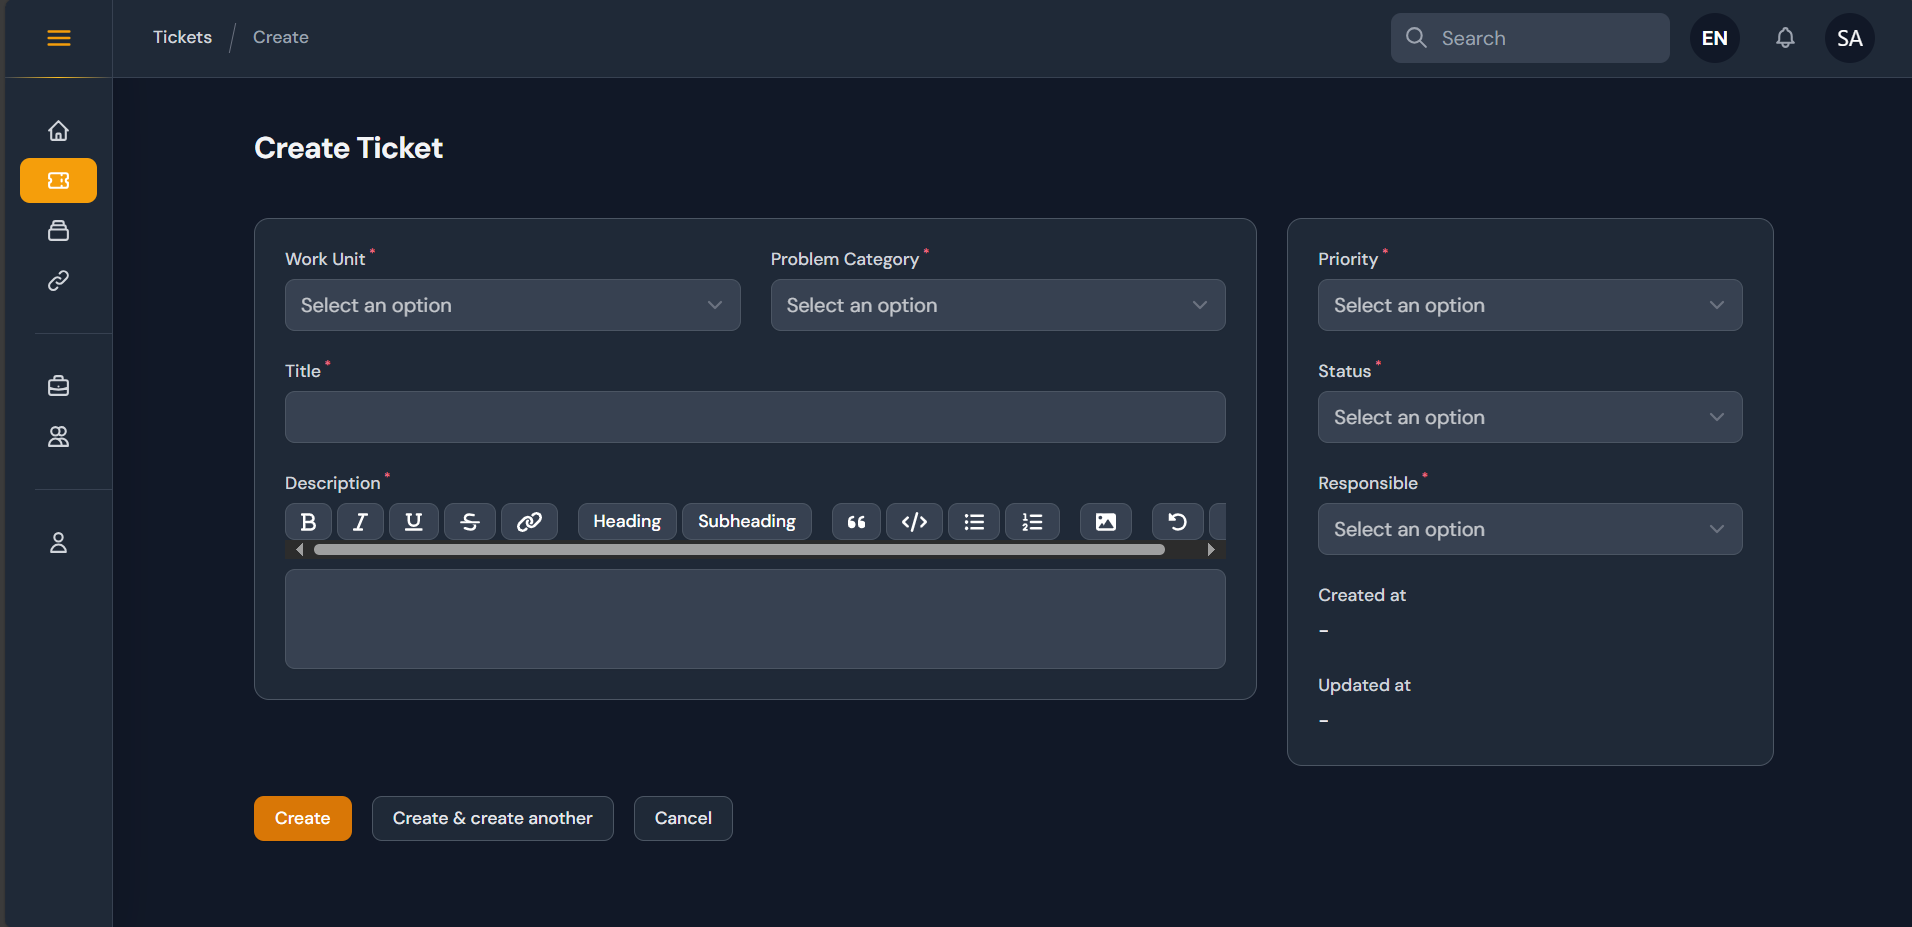 Tickets / Create
Search
EN
SA
Create Ticket
Work Unit *
Problem Category *
Select an option
Select an option
Title *
Description *
B I U S Heading Subheading
Priority *
Select an option
Status *
Select an option
Responsible *
Select an option
Created at
-
Updated at
-
Create
Create & create another
Cancel